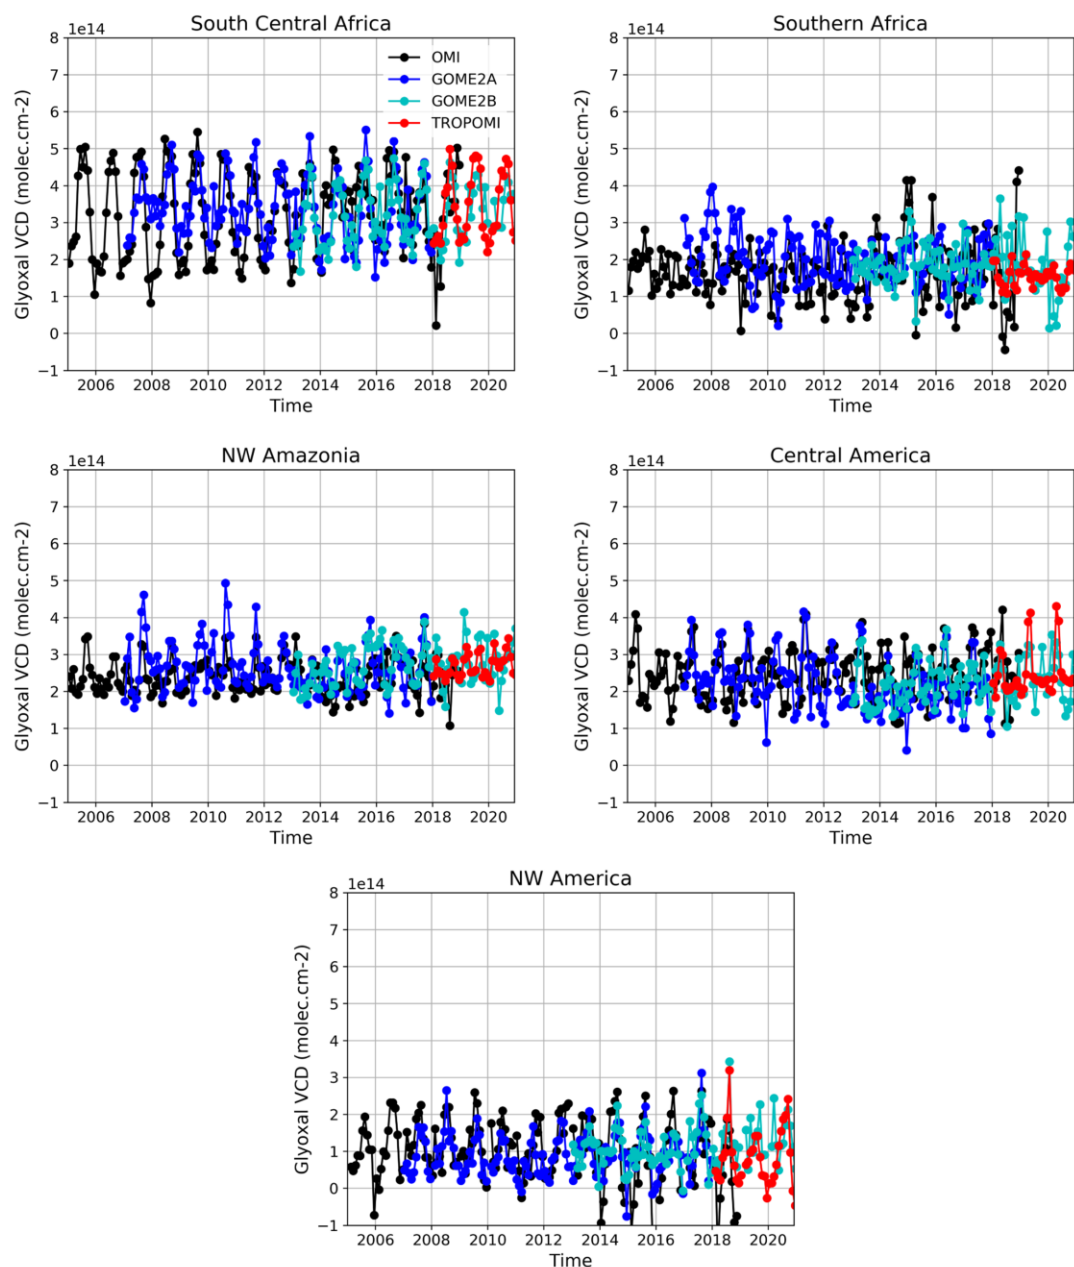 South Central Africa
1e14
8
7
6
5
4
3
2
1
0
−1
Glyoxal VCD (molec.cm-2)
OMI
GOME2A
GOME2B
TROPOMI
2006 2008 2010 2012 2014 2016 2018 2020
Time
Southern Africa
1e14
8
7
6
5
4
3
2
1
0
−1
Glyoxal VCD (molec.cm-2)
2006 2008 2010 2012 2014 2016 2018 2020
Time
NW Amazonia
1e14
8
7
6
5
4
3
2
1
0
−1
Glyoxal VCD (molec.cm-2)
2006 2008 2010 2012 2014 2016 2018 2020
Time
Central America
1e14
8
7
6
5
4
3
2
1
0
−1
Glyoxal VCD (molec.cm-2)
2006 2008 2010 2012 2014 2016 2018 2020
Time
NW America
1e14
8
7
6
5
4
3
2
1
0
−1
Glyoxal VCD (molec.cm-2)
2006 2008 2010 2012 2014 2016 2018 2020
Time